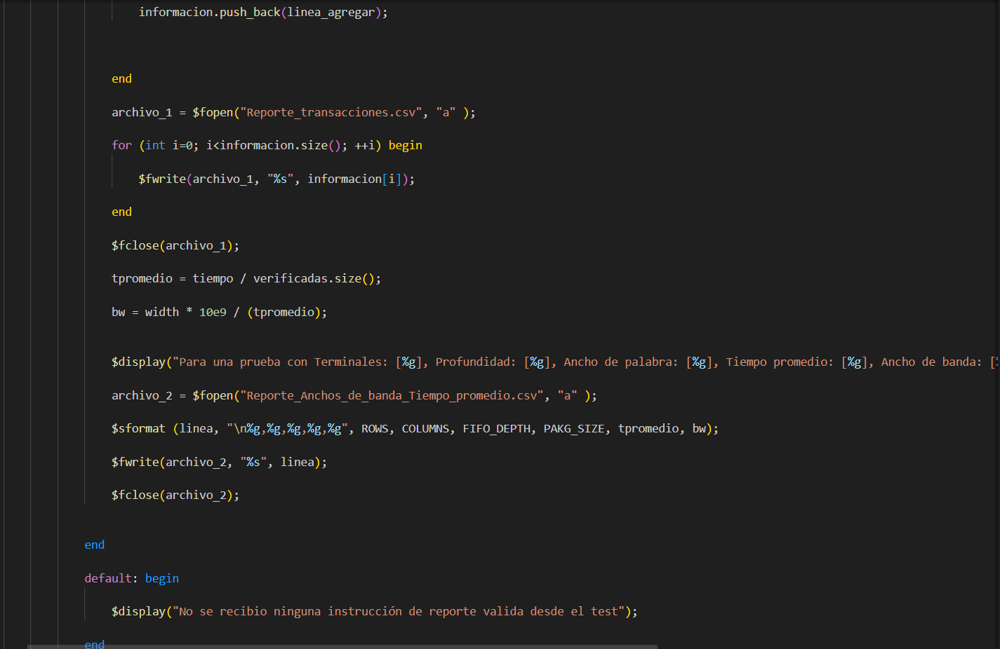 informacion.push_back(linea_agregar);
end
archivo_1 = $fopen("Reporte_transacciones.csv", "a" );
for (int i=0; i<informacion.size(); ++i) begin
$fwrite(archivo_1, "%s", informacion[i]);
end
$fclose(archivo_1);
tpromedio = tiempo / verificadas.size();
bw = width * 10e9 / (tpromedio);
$display("Para una prueba con Terminales: [%g], Profundidad: [%g], Ancho de palabra: [%g], Tiempo promedio: [%g], Ancho de banda: [
archivo_2 = $fopen("Reporte_Anchos_de_banda_Tiempo_promedio.csv", "a" );
$sformat (linea, "\n%g,%g,%g,%g,%g", ROWS, COLUMNS, FIFO_DEPTH, PAKG_SIZE, tpromedio, bw);
$fwrite(archivo_2, "%s", linea);
$fclose(archivo_2);
end
default: begin
$display("No se recibio ninguna instrucción de reporte valida desde el test");
end